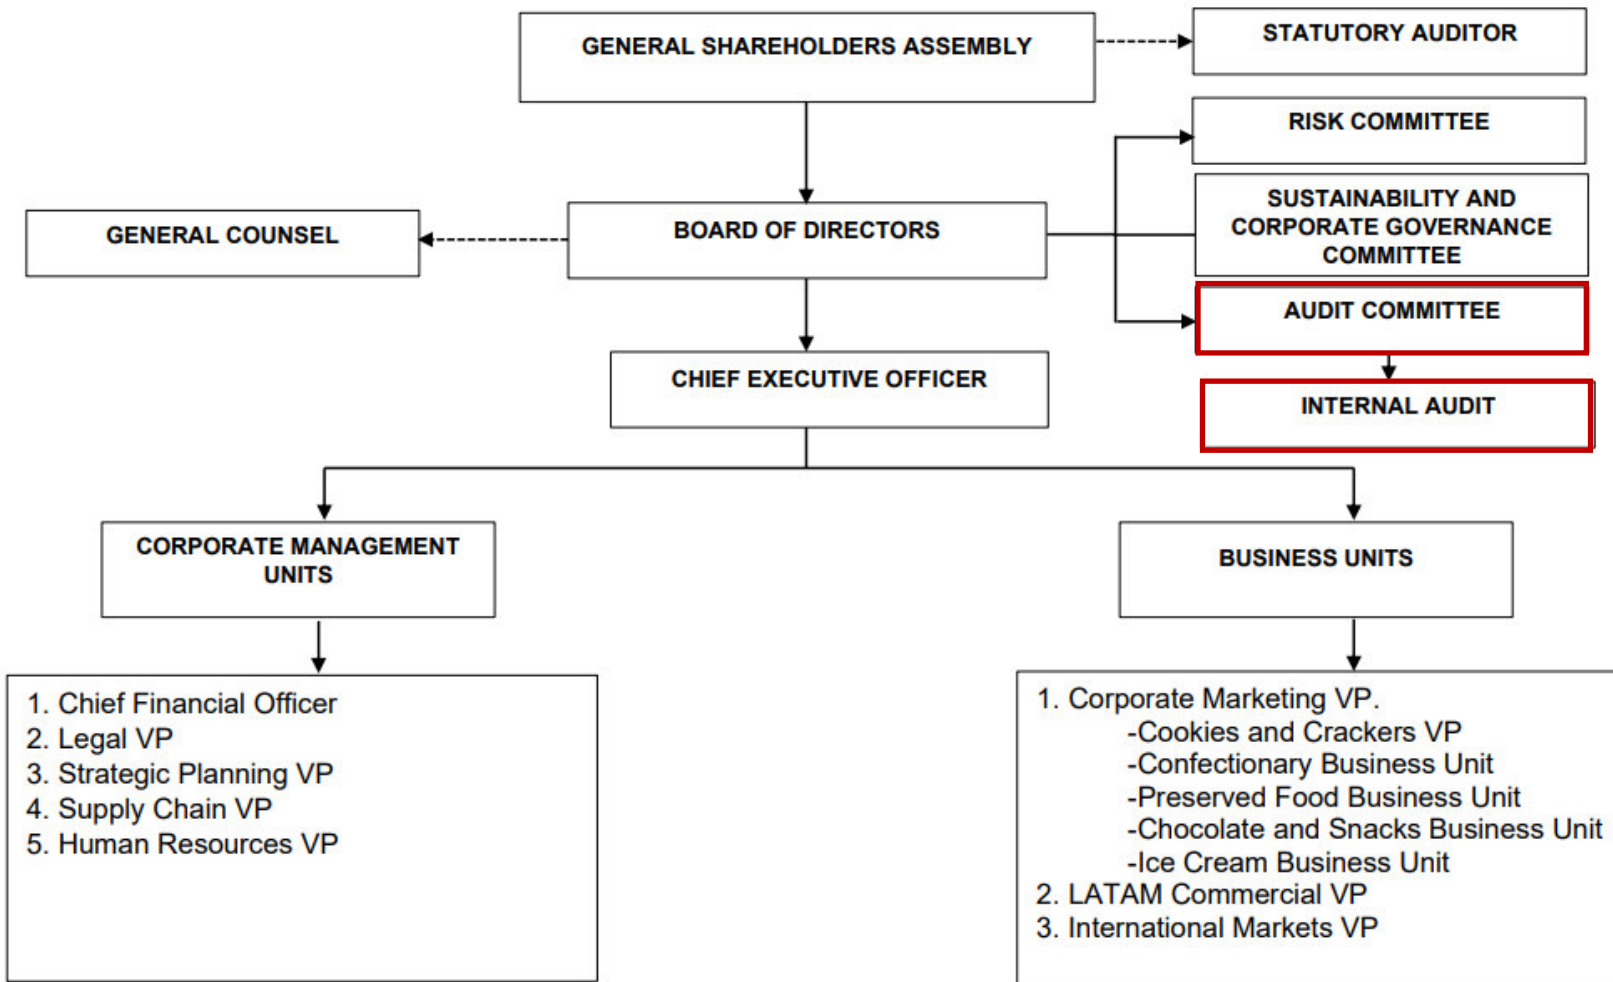 GENERAL SHAREHOLDERS ASSEMBLY
STATUTORY AUDITOR
RISK COMMITTEE
SUSTAINABILITY AND
CORPORATE GOVERNANCE
COMMITTEE
GENERAL COUNSEL
BOARD OF DIRECTORS
AUDIT COMMITTEE
CHIEF EXECUTIVE OFFICER
INTERNAL AUDIT
CORPORATE MANAGEMENT
UNITS
BUSINESS UNITS
1. Chief Financial Officer
2. Legal VP
3. Strategic Planning VP
4. Supply Chain VP
5. Human Resources VP
1. Corporate Marketing VP.
-Cookies and Crackers VP
-Confectionary Business Unit
-Preserved Food Business Unit
-Chocolate and Snacks Business Unit
-Ice Cream Business Unit
2. LATAM Commercial VP
3. International Markets VP